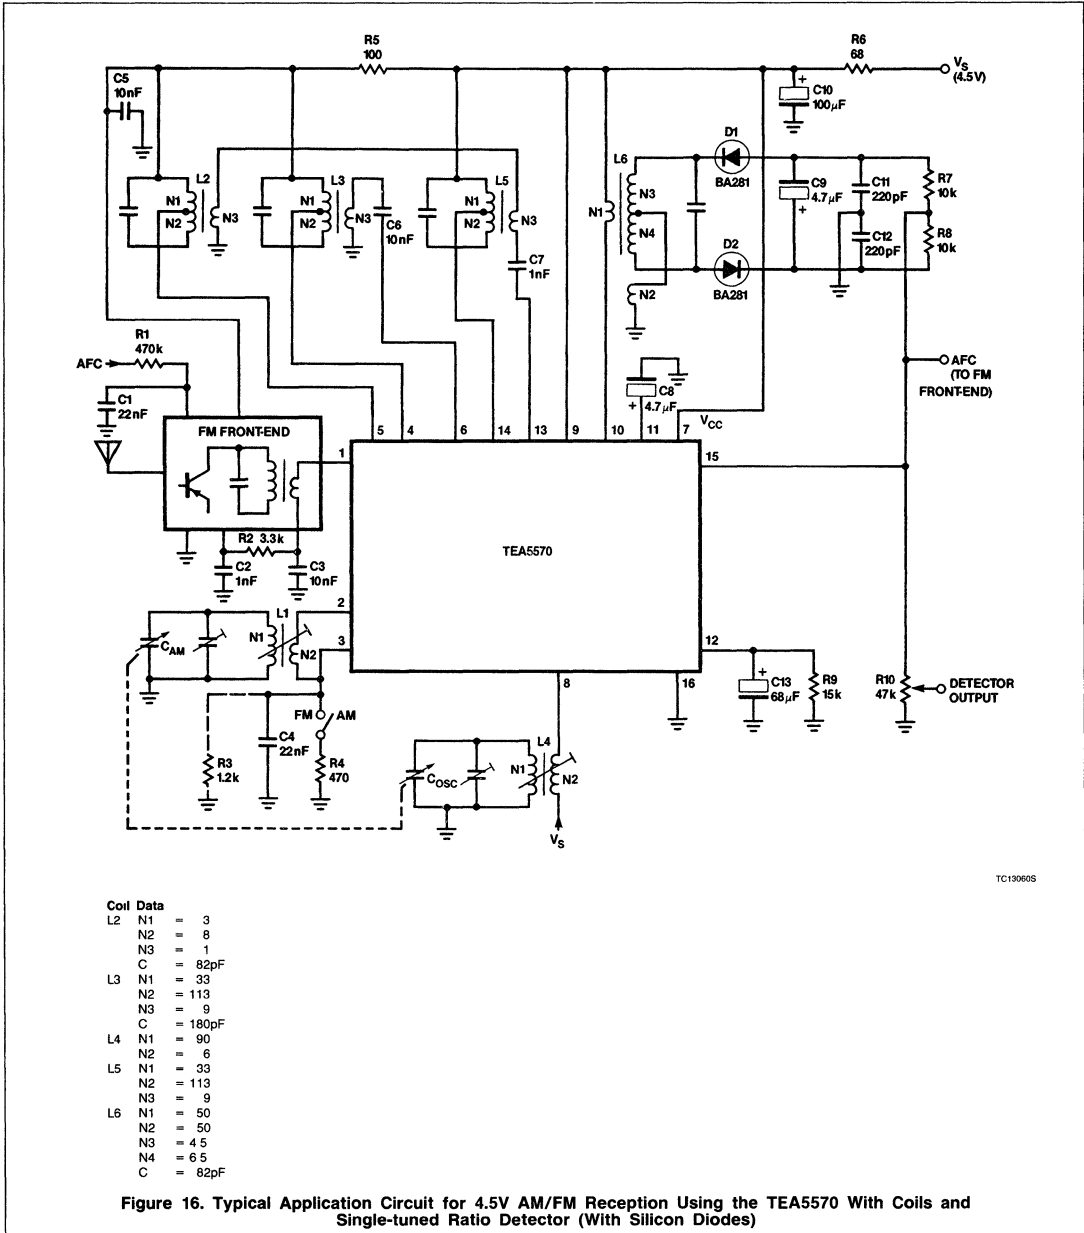 R5
100
R6
68
VS
(4.5V)
C5
10nF
C10
100μF
+
D1
BA281
L2
N1
N2
N3
L3
N1
N2
N3
C6
10nF
L5
N1
N2
N3
C7
1nF
L6
N1
N3
N4
N2
C9
4.7μF
+
C11
220pF
C12
220pF
R7
10k
R8
10k
D2
BA281
R1
470k
AFC
C1
22nF
C8
4.7μF
+
VCC
AFC
(TO FM
FRONT-END)
FM FRONT-END
5 4 6 14 13 9 10 11 7
1
15
TEA5570
R2 3.3k
C2
1nF
C3
10nF
2
3
L1
N1
N2
CAM
12
8
16
+
C13
68μF
R9
15k
R10
47k
DETECTOR
OUTPUT
FM AM
R3
1.2k
C4
22nF
R4
470
COSC
L4
N1
N2
VS
TC13060S
Coil Data
L2 N1 = 3
N2 = 8
N3 = 1
C = 82pF
L3 N1 = 33
N2 = 113
N3 = 9
C = 180pF
L4 N1 = 90
N2 = 6
L5 N1 = 33
N2 = 113
N3 = 9
L6 N1 = 50
N2 = 50
N3 = 4 5
N4 = 6 5
C = 82pF
Figure 16. Typical Application Circuit for 4.5V AM/FM Reception Using the TEA5570 With Coils and
Single-tuned Ratio Detector (With Silicon Diodes)